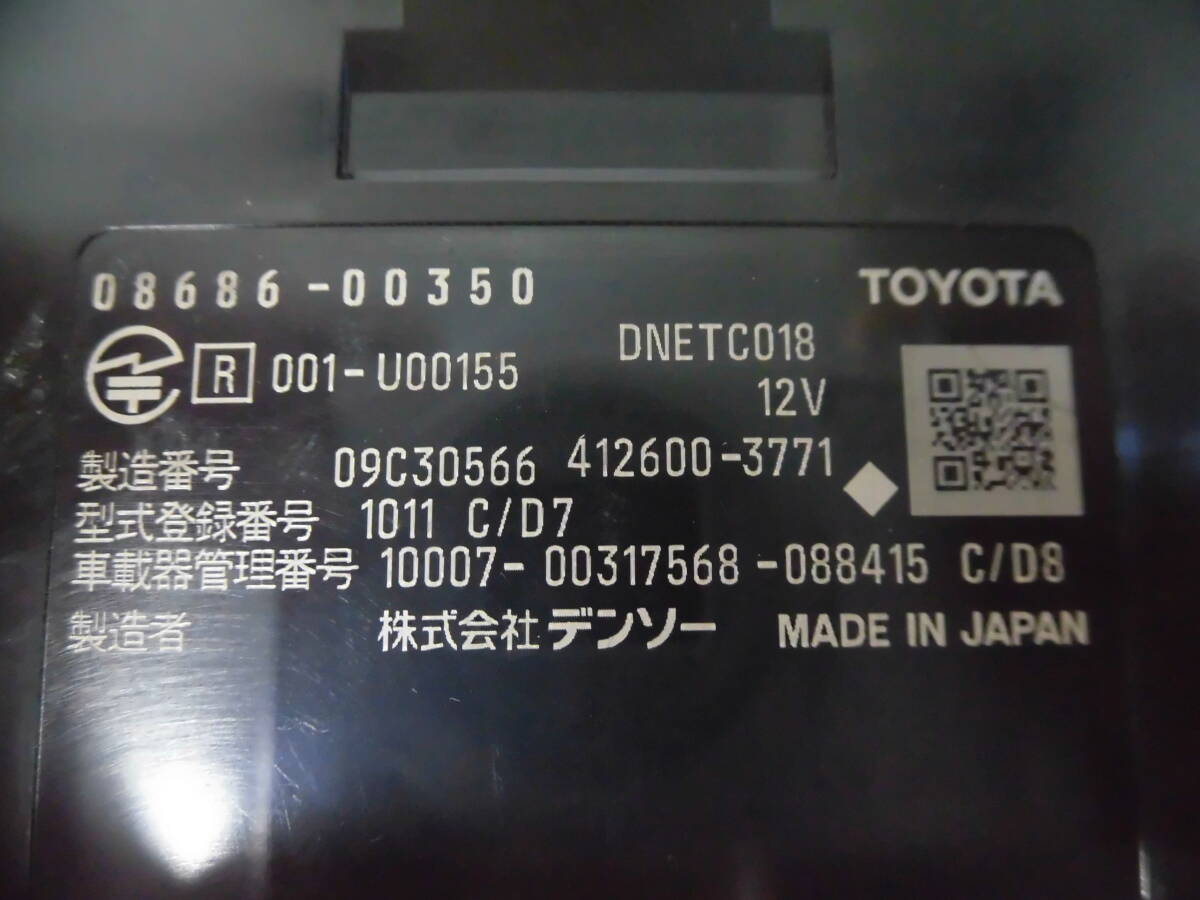 08686-00350 TOYOTA
R 001-U00155 DNETC018
12V
製造番号 09C30566 412600-3771
型式登録番号 1011 C/D7
車載器管理番号 10007-00317568-088415 C/D8
製造者 株式会社デンソー MADE IN JAPAN